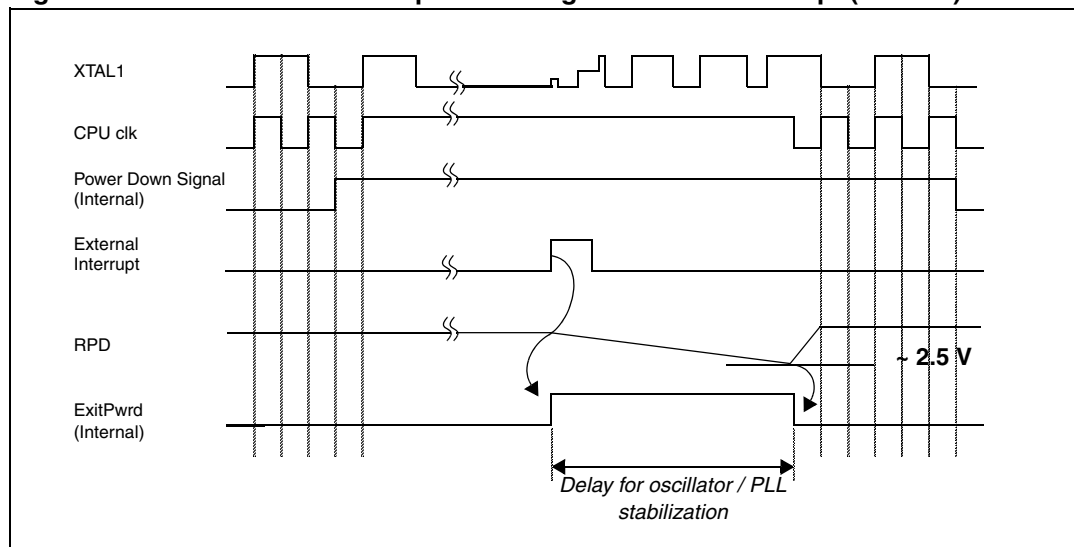 XTAL1
CPU clk
Power Down Signal
(Internal)
External
Interrupt
RPD
~ 2.5 V
ExitPwrd
(Internal)
Delay for oscillator / PLL
stabilization